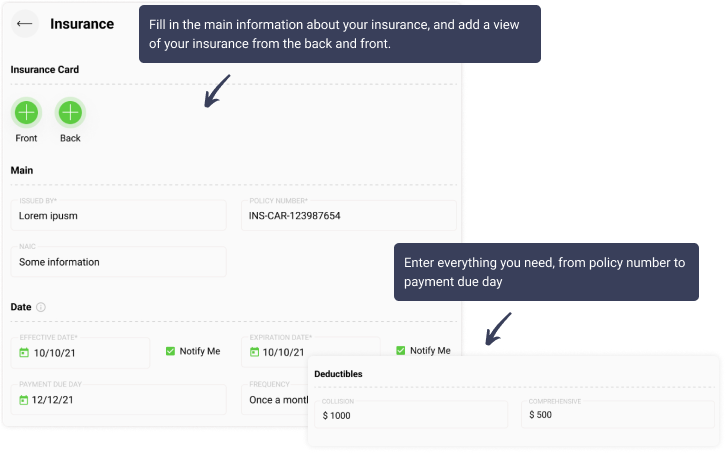 Insurance
Fill in the main information about your insurance, and add a view
of your insurance from the back and front.
Insurance Card
Front
Back
Main
ISSUED BY*
Lorem ipusm
POLICY NUMBER*
INS-CAR-123987654
NAIC
Some information
Enter everything you need, from policy number to
payment due day
Date
EFFECTIVE DATE*
10/10/21
Notify Me
EXPIRATION DATE*
10/10/21
Notify Me
PAYMENT DUE DAY
12/12/21
FREQUENCY
Once a mont
Deductibles
COLLISION
$ 1000
COMPREHENSIVE
$ 500